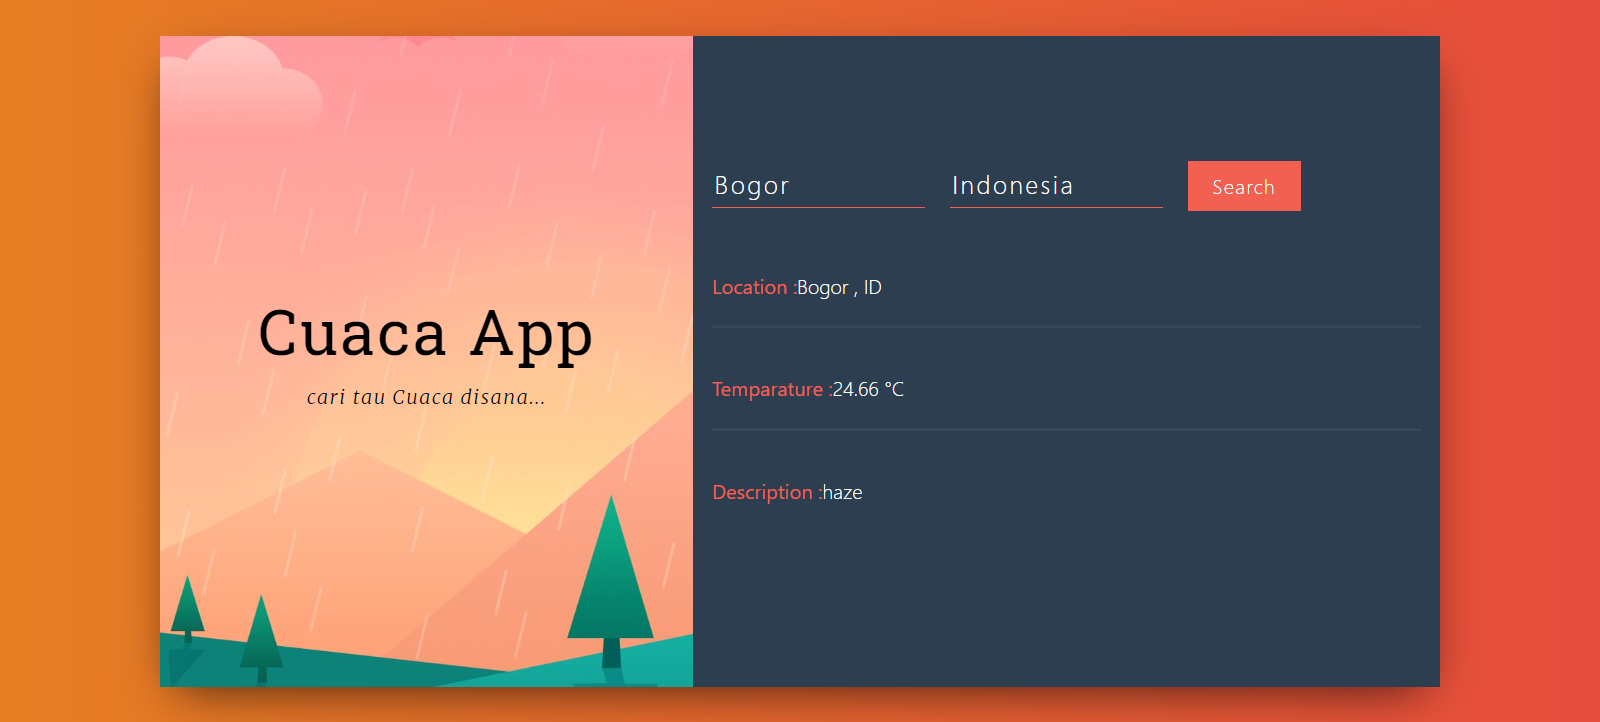 Cuaca App
cari tau Cuaca disana...
Bogor Indonesia Search
Location :Bogor , ID
Temparature :24.66 °C
Description :haze